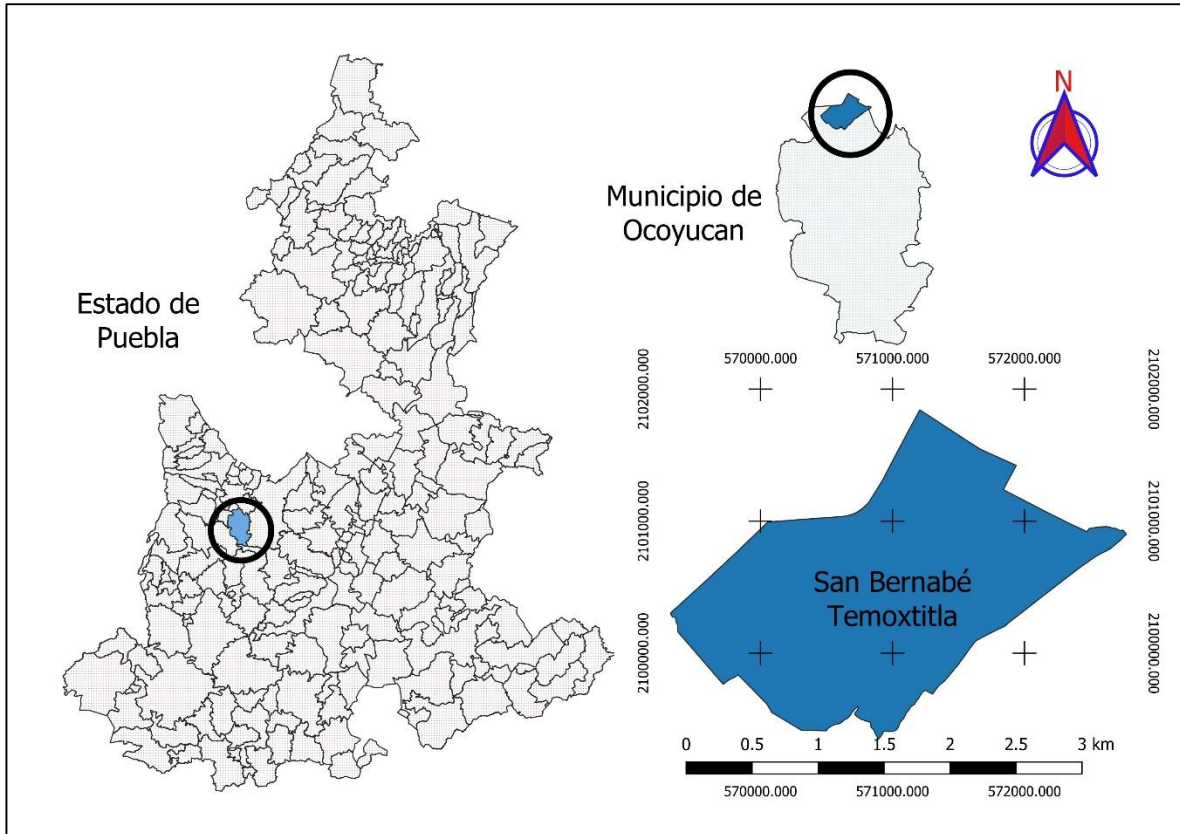 N
Municipio de
Ocoyucan
Estado de
Puebla
570000.000 571000.000 572000.000
2102000.000 2102000.000
2101000.000 2101000.000
San Bernabé
Temoxtitla
2100000.000 2100000.000
0 0.5 1 1.5 2 2.5 3 km
570000.000 571000.000 572000.000